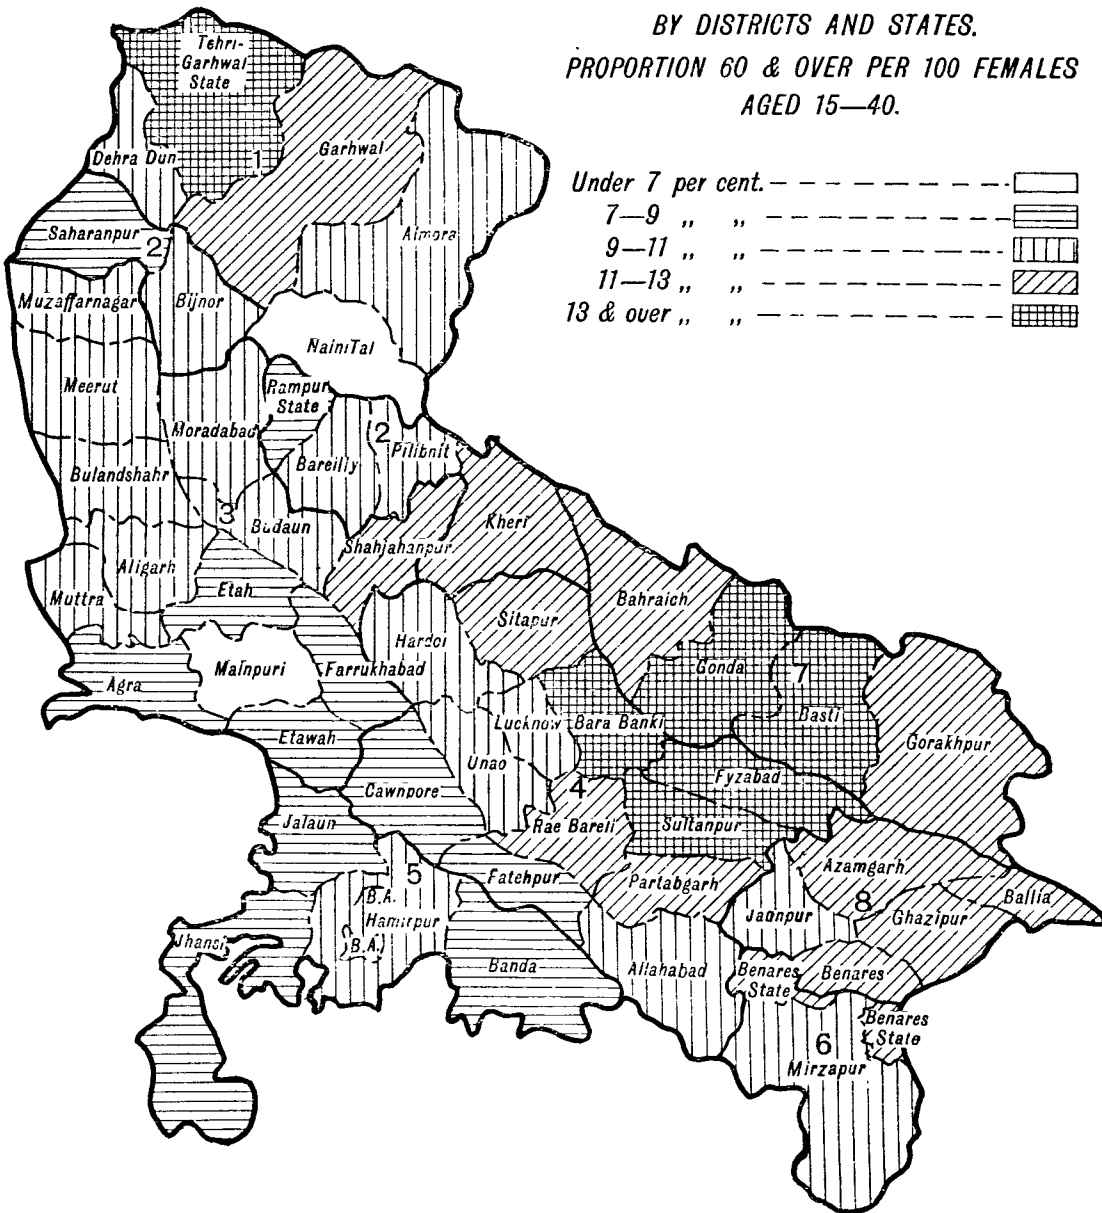 BY DISTRICTS AND STATES.
PROPORTION 60 & OVER PER 100 FEMALES
AGED 15—40.
Under 7 per cent.
7—9 „ „
9—11 „ „
11—13 „ „
13 & over „ „
Tehri-
Garhwal
State
Dehra Dun
1
Garhwal
Almora
Saharanpur
2
Muzaffarnagar
Bijnor
Naini Tal
Meerut
Rampur
State
Moradabad
2
Pilibhit
Bareilly
Bulandshahr
3
Budaun
Kheri
Shahjahanpur
Aligarh
Etah
Muttra
Bahraich
Sitapur
Hardoi
Mainpuri
Farrukhabad
Gonda
7
Agra
Basti
Lucknow
Bara Banki
Etawah
Gorakhpur
Unao
Fyzabad
Cawnpore
4
Jalaun
Rae Bareli
Sultanpur
Azamgarh
5
Fatehpur
Partabgarh
Ballia
B.A.
8
Jaunpur
Ghazipur
Hamirpur
Jhansi
B.A.
Banda
Allahabad
Benares
State
Benares
Benares
State
6
Mirzapur